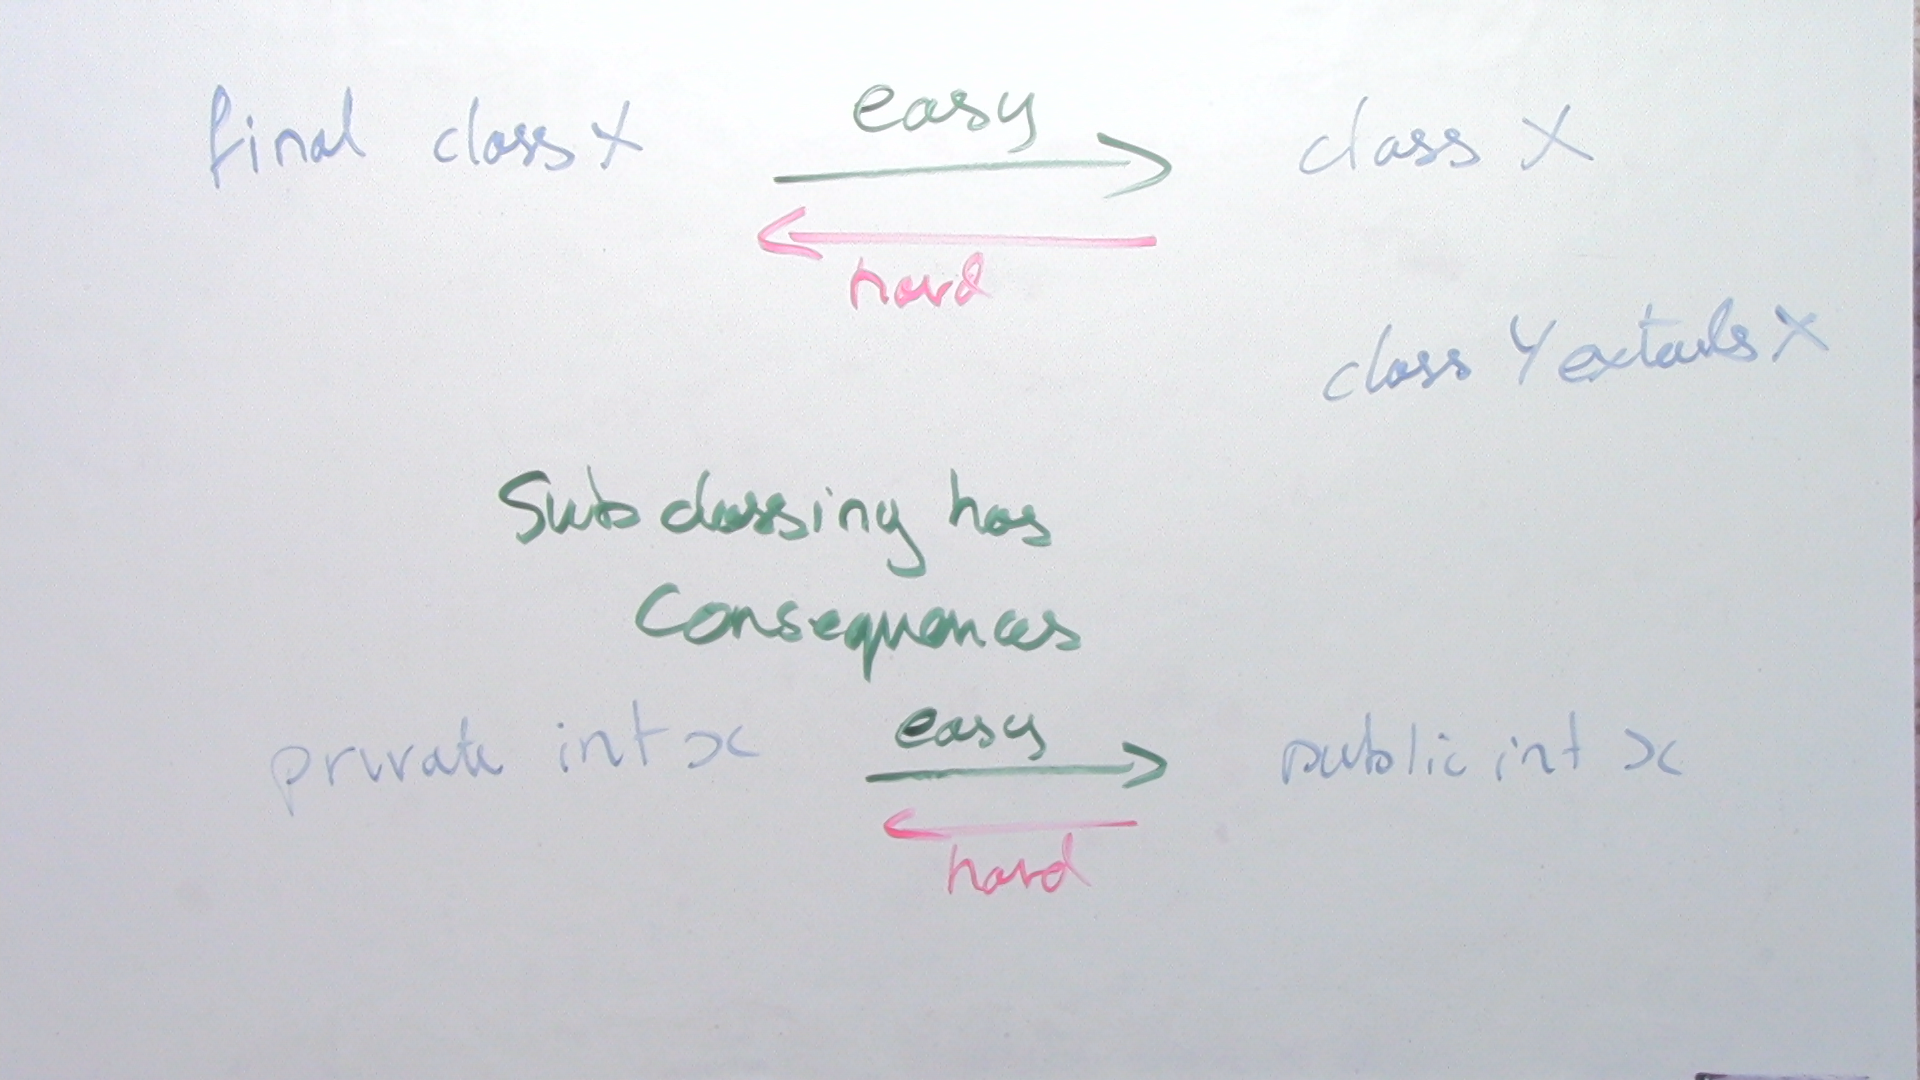 final class X easy class X
hard
class Y extends X
Subclassing has
Consequences
private int x easy public int x
hard